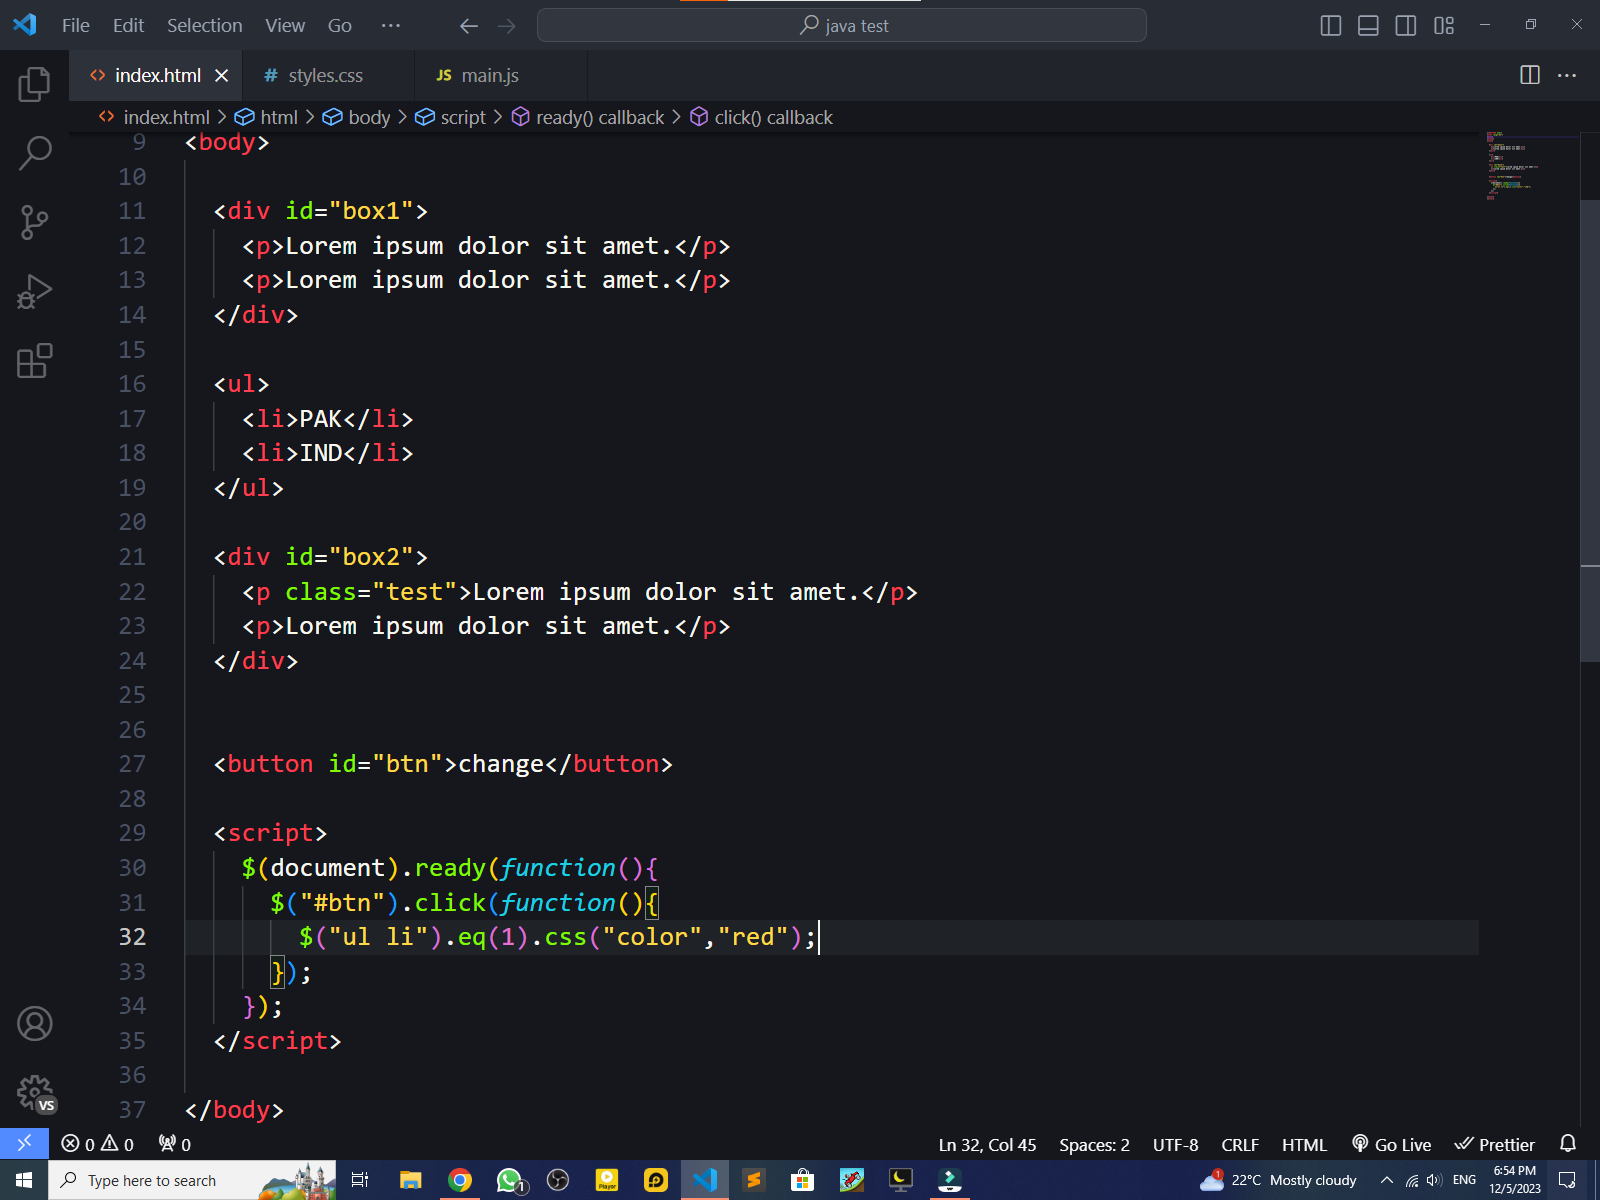 File Edit Selection View Go ··· java test
index.html styles.css JS main.js
index.html > html > body > script > ready() callback > click() callback
9 <body>
10
11 <div id="box1">
12 <p>Lorem ipsum dolor sit amet.</p>
13 <p>Lorem ipsum dolor sit amet.</p>
14 </div>
15
16 <ul>
17 <li>PAK</li>
18 <li>IND</li>
19 </ul>
20
21 <div id="box2">
22 <p class="test">Lorem ipsum dolor sit amet.</p>
23 <p>Lorem ipsum dolor sit amet.</p>
24 </div>
25
26
27 <button id="btn">change</button>
28
29 <script>
30 $(document).ready(function(){
31 $("#btn").click(function(){
32 $("ul li").eq(1).css("color","red");
33 });
34 });
35 </script>
36
37 </body>
VS
0 0 0 Ln 32, Col 45 Spaces: 2 UTF-8 CRLF HTML Go Live Prettier
Type here to search 1 Player 1 22°C Mostly cloudy ENG 6:54 PM
12/5/2023